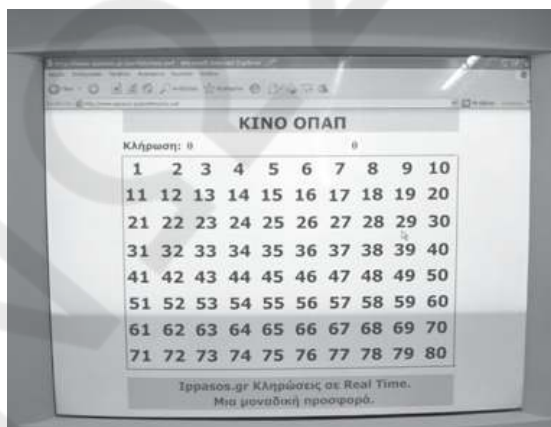 ΚΙΝΟ ΟΠΑΠ
Κλήρωση: 0 0
1 2 3 4 5 6 7 8 9 10
11 12 13 14 15 16 17 18 19 20
21 22 23 24 25 26 27 28 29 30
31 32 33 34 35 36 37 38 39 40
41 42 43 44 45 46 47 48 49 50
51 52 53 54 55 56 57 58 59 60
61 62 63 64 65 66 67 68 69 70
71 72 73 74 75 76 77 78 79 80
Ippasos.gr Κληρώσεις σε Real Time.
Μια μοναδική προσφορά.